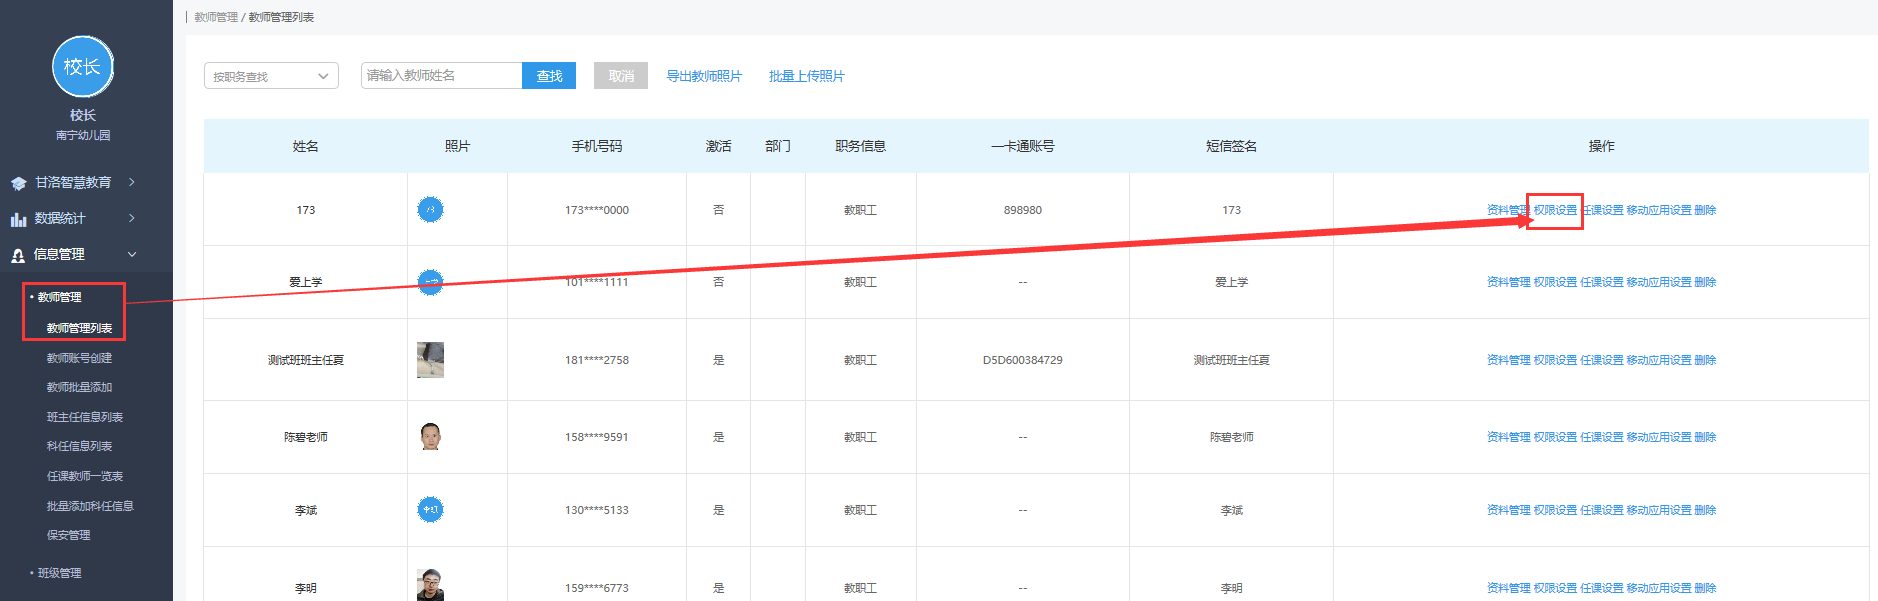 教师管理 / 教师管理列表
校长
校长
南宁幼儿园
甘洛智慧教育
数据统计
信息管理
• 教师管理
教师管理列表
教师账号创建
教师批量添加
班主任信息列表
科任信息列表
任课教师一览表
批量添加科任信息
保安管理
• 班级管理
按职务查找 请输入教师姓名 查找 取消 导出教师照片 批量上传照片
姓名 照片 手机号码 激活 部门 职务信息 一卡通账号 短信签名 操作
173 173****0000 否 教职工 898980 173 资料管理 权限设置 任课设置 移动应用设置 删除
爱上学 101****1111 否 教职工 -- 爱上学 资料管理 权限设置 任课设置 移动应用设置 删除
测试班班主任夏 181****2758 是 教职工 D5D600384729 测试班班主任夏 资料管理 权限设置 任课设置 移动应用设置 删除
陈碧老师 158****9591 是 教职工 -- 陈碧老师 资料管理 权限设置 任课设置 移动应用设置 删除
李斌 130****5133 是 教职工 -- 李斌 资料管理 权限设置 任课设置 移动应用设置 删除
李明 159****6773 是 教职工 -- 李明 资料管理 权限设置 任课设置 移动应用设置 删除